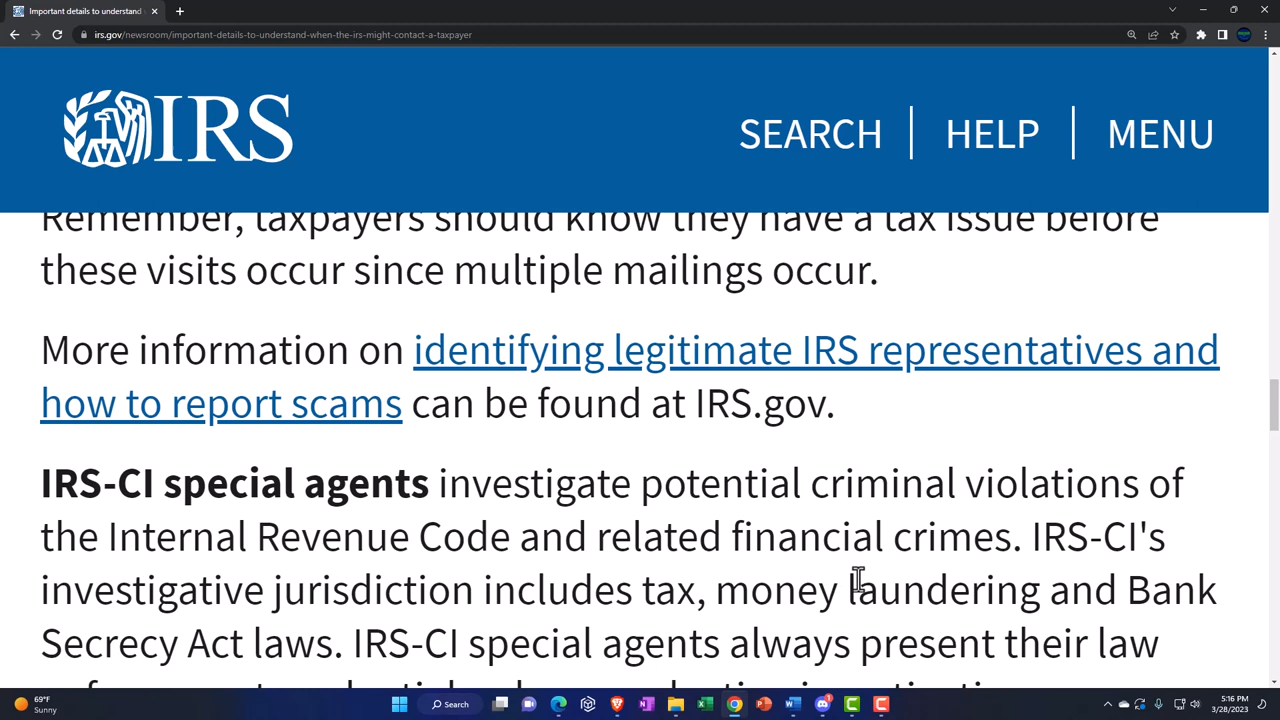 Important details to understand
irs.gov/newsroom/important-details-to-understand-when-the-irs-might-contact-a-taxpayer
IRS
SEARCH | HELP | MENU
Remember, taxpayers should know they have a tax issue before
these visits occur since multiple mailings occur.
More information on identifying legitimate IRS representatives and
how to report scams can be found at IRS.gov.
IRS-CI special agents investigate potential criminal violations of
the Internal Revenue Code and related financial crimes. IRS-CI's
investigative jurisdiction includes tax, money laundering and Bank
Secrecy Act laws. IRS-CI special agents always present their law
69°F
Sunny
Search
5:16 PM
3/28/2023